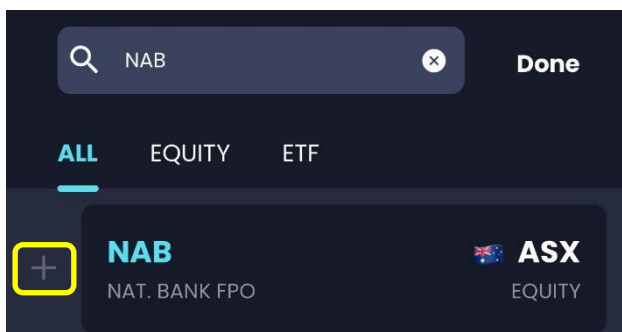 NAB Done
ALL EQUITY ETF
NAB ASX
NAT. BANK FPO EQUITY